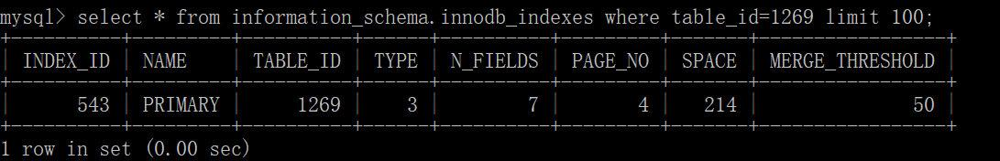 mysql> select * from information_schema.innodb_indexes where table_id=1269 limit 100;
+----------+---------+----------+------+----------+---------+-------+-----------------+
| INDEX_ID | NAME    | TABLE_ID | TYPE | N_FIELDS | PAGE_NO | SPACE | MERGE_THRESHOLD |
+----------+---------+----------+------+----------+---------+-------+-----------------+
|      543 | PRIMARY |     1269 |    3 |        7 |       4 |   214 |              50 |
+----------+---------+----------+------+----------+---------+-------+-----------------+
1 row in set (0.00 sec)